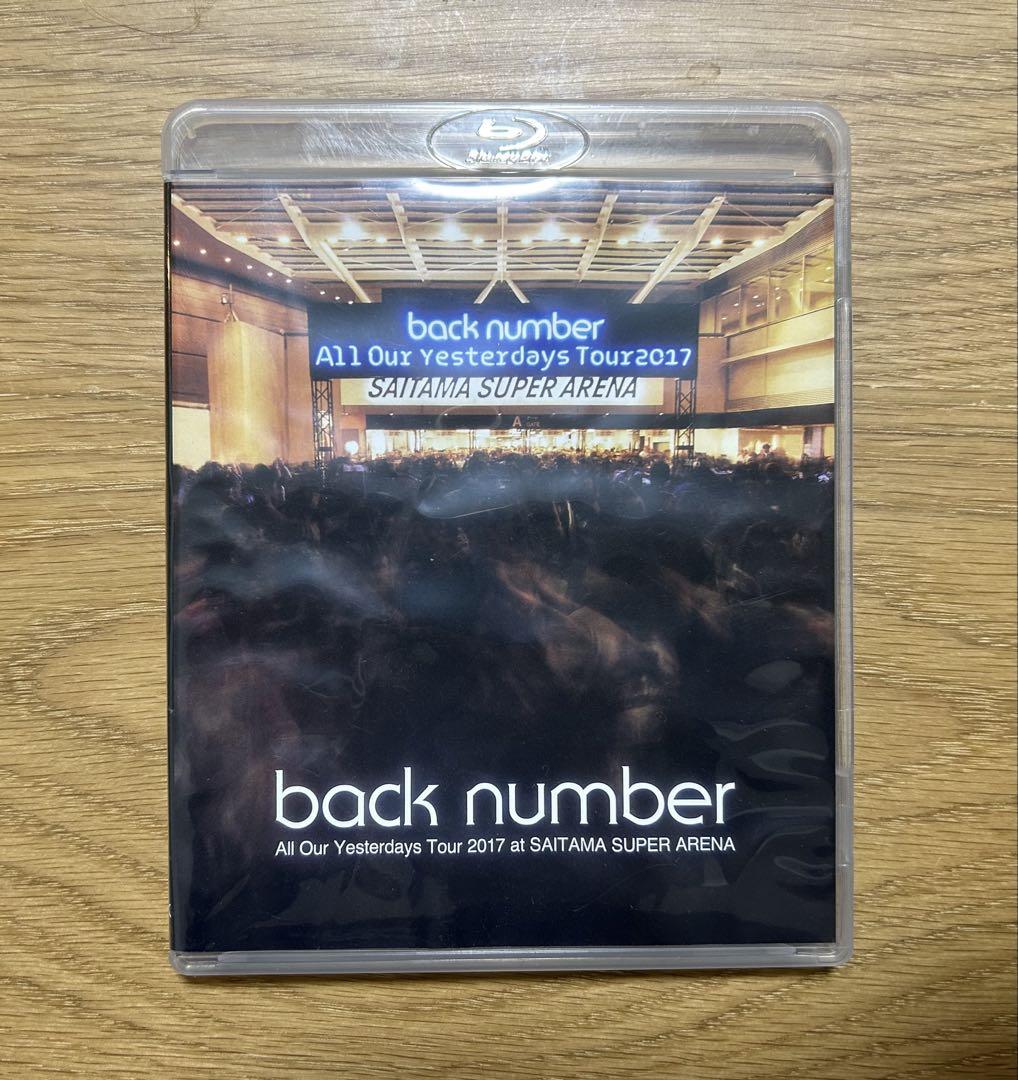 back number
All Our Yesterdays Tour2017
SAITAMA SUPER ARENA
A
GATE
back number
All Our Yesterdays Tour 2017 at SAITAMA SUPER ARENA